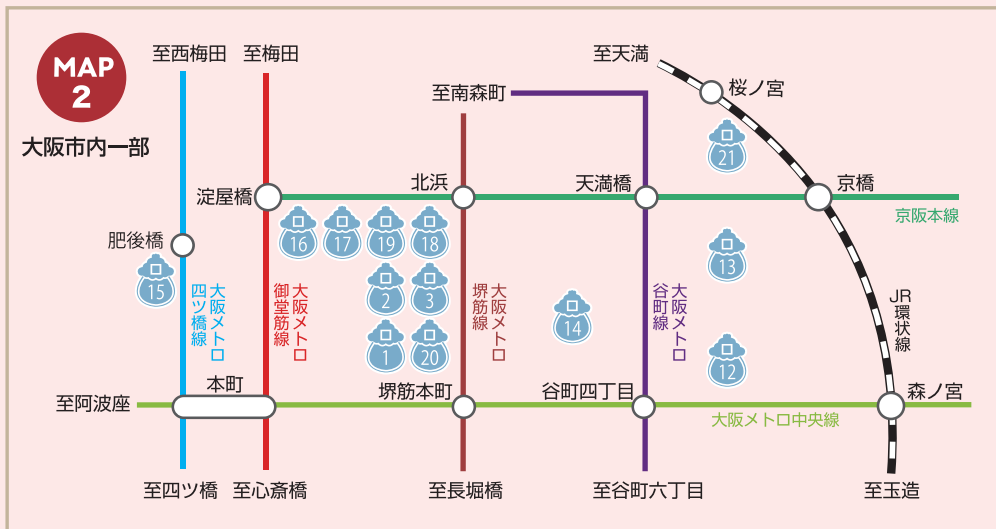 MAP
2
大阪市内一部
至西梅田
至梅田
至天満
至南森町
桜ノ宮
21
淀屋橋
北浜
天満橋
京橋
京阪本線
肥後橋
15
16
17
19
18
2
3
1
20
14
13
12
大阪メトロ
四ツ橋線
大阪メトロ
御堂筋線
大阪メトロ
堺筋線
大阪メトロ
谷町線
JR環状線
本町
堺筋本町
谷町四丁目
森ノ宮
至阿波座
大阪メトロ中央線
至四ツ橋
至心斎橋
至長堀橋
至谷町六丁目
至玉造